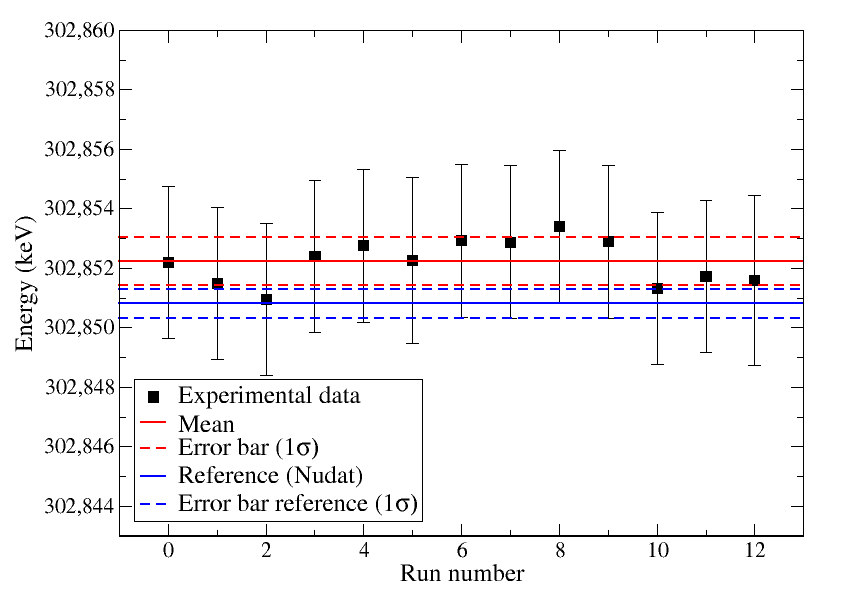 302,860
302,858
302,856
302,854
302,852
302,850
302,848
302,846
302,844
Energy (keV)
Experimental data
Mean
Error bar (1σ)
Reference (Nudat)
Error bar reference (1σ)
0 2 4 6 8 10 12
Run number